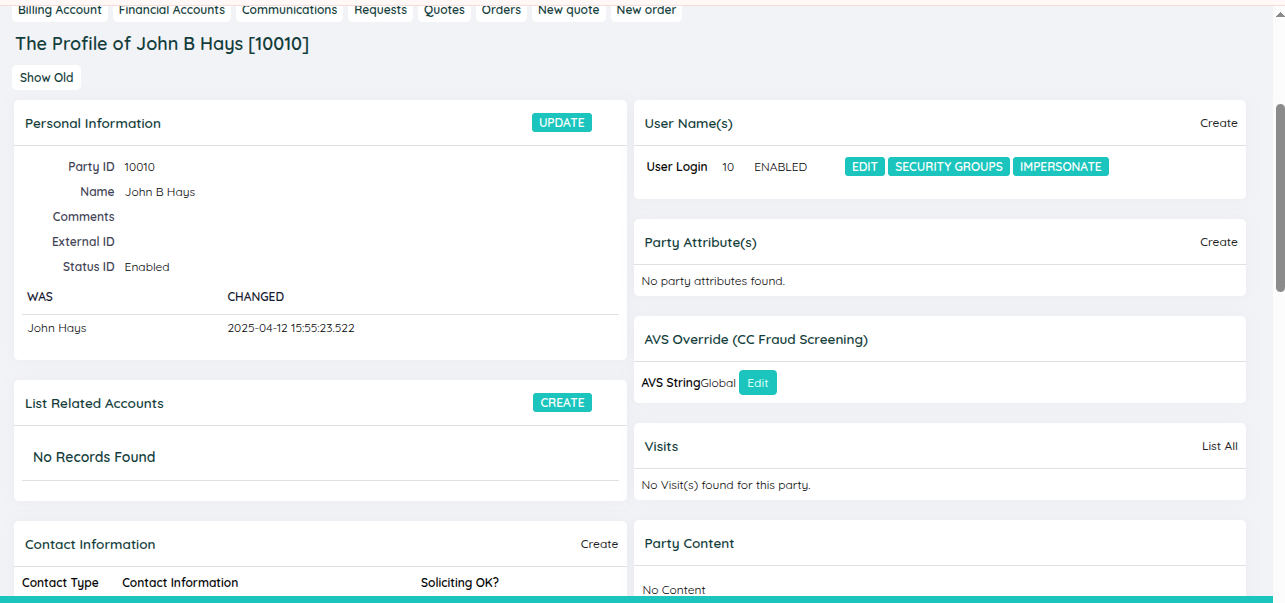 Billing Account Financial Accounts Communications Requests Quotes Orders New quote New order
The Profile of John B Hays [10010]
Show Old
Personal Information UPDATE
Party ID 10010
Name John B Hays
Comments
External ID
Status ID Enabled
WAS CHANGED
John Hays 2025-04-12 15:55:23.522
List Related Accounts CREATE
No Records Found
Contact Information Create
Contact Type Contact Information Soliciting OK?
User Name(s) Create
User Login 10 ENABLED EDIT SECURITY GROUPS IMPERSONATE
Party Attribute(s) Create
No party attributes found.
AVS Override (CC Fraud Screening)
AVS StringGlobal Edit
Visits List All
No Visit(s) found for this party.
Party Content
No Content